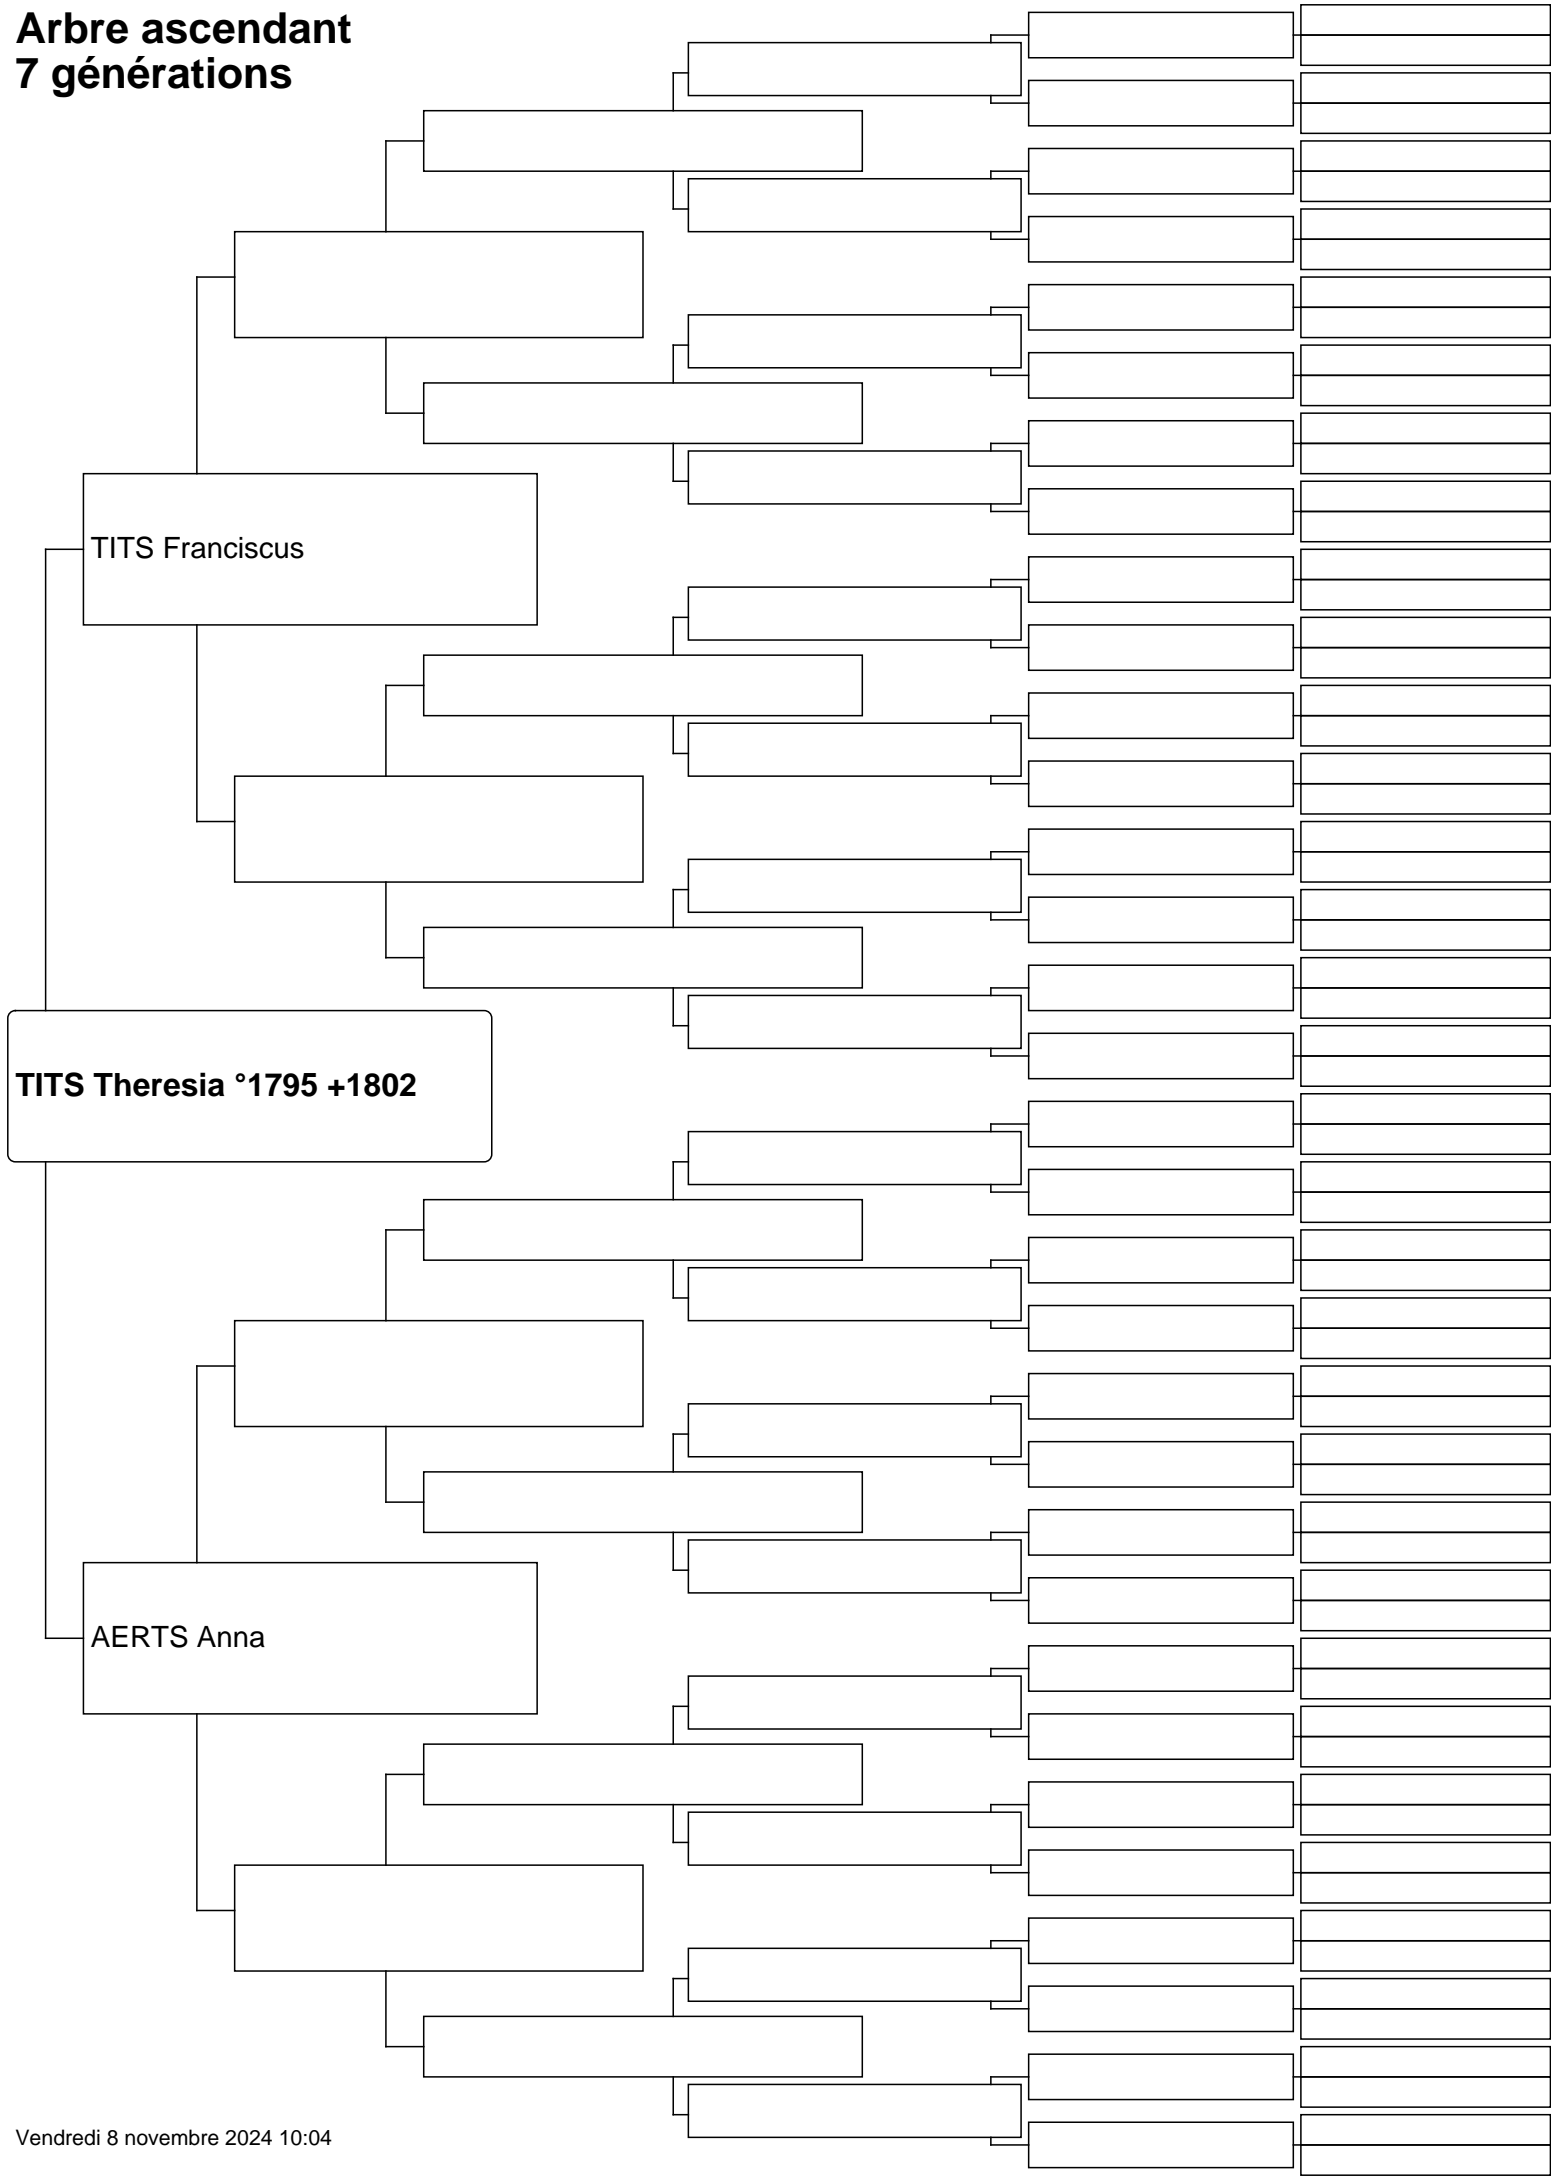 Arbre ascendant
7 générations
TITS Franciscus
TITS Theresia °1795 +1802
AERTS Anna
Vendredi 8 novembre 2024 10:04